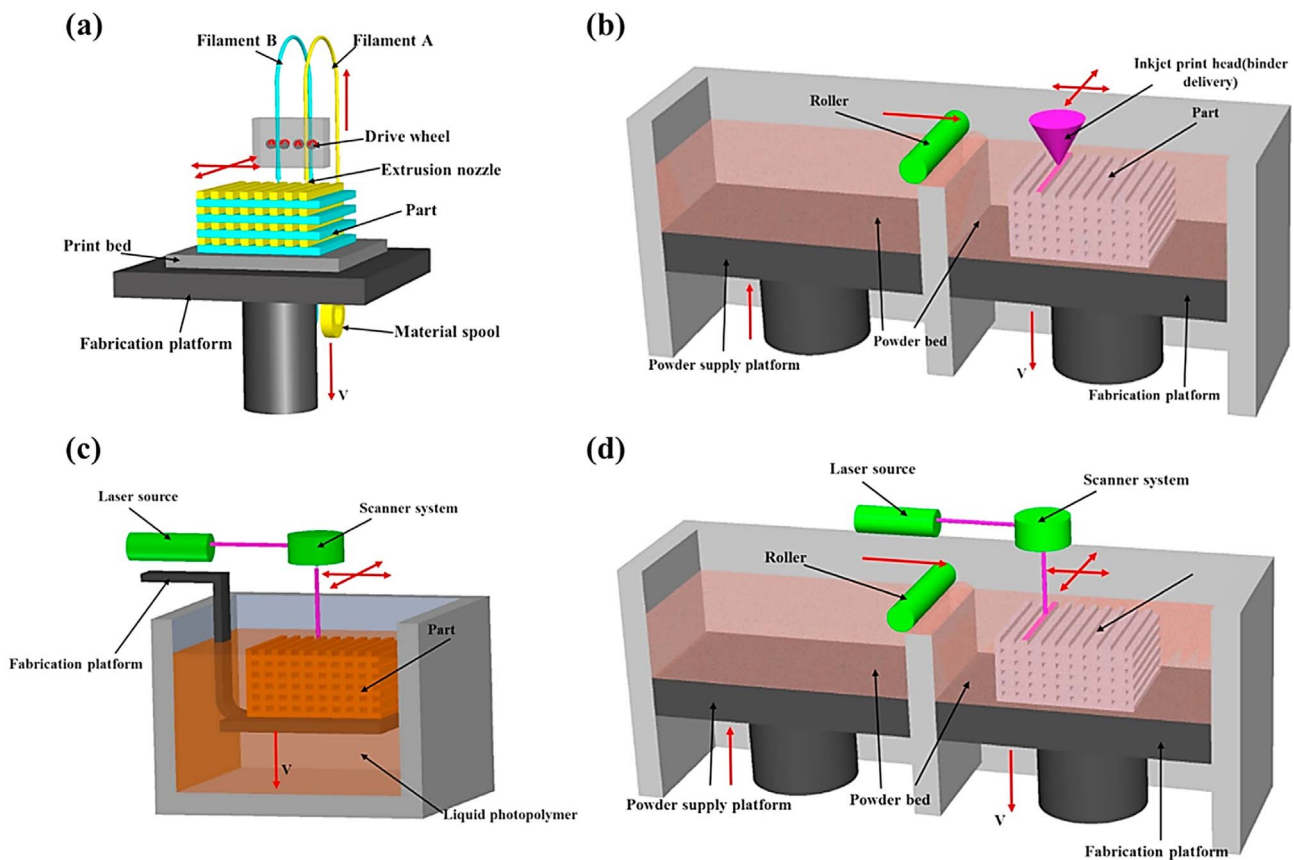 (a)
Filament B
Filament A
Drive wheel
Extrusion nozzle
Part
Print bed
Fabrication platform
Material spool
V
(b)
Inkjet print head(binder
delivery)
Roller
Part
Powder bed
Powder supply platform
V
Fabrication platform
(c)
Laser source
Scanner system
Part
Fabrication platform
V
Liquid photopolymer
(d)
Laser source
Scanner system
Roller
Powder supply platform
Powder bed
V
Fabrication platform